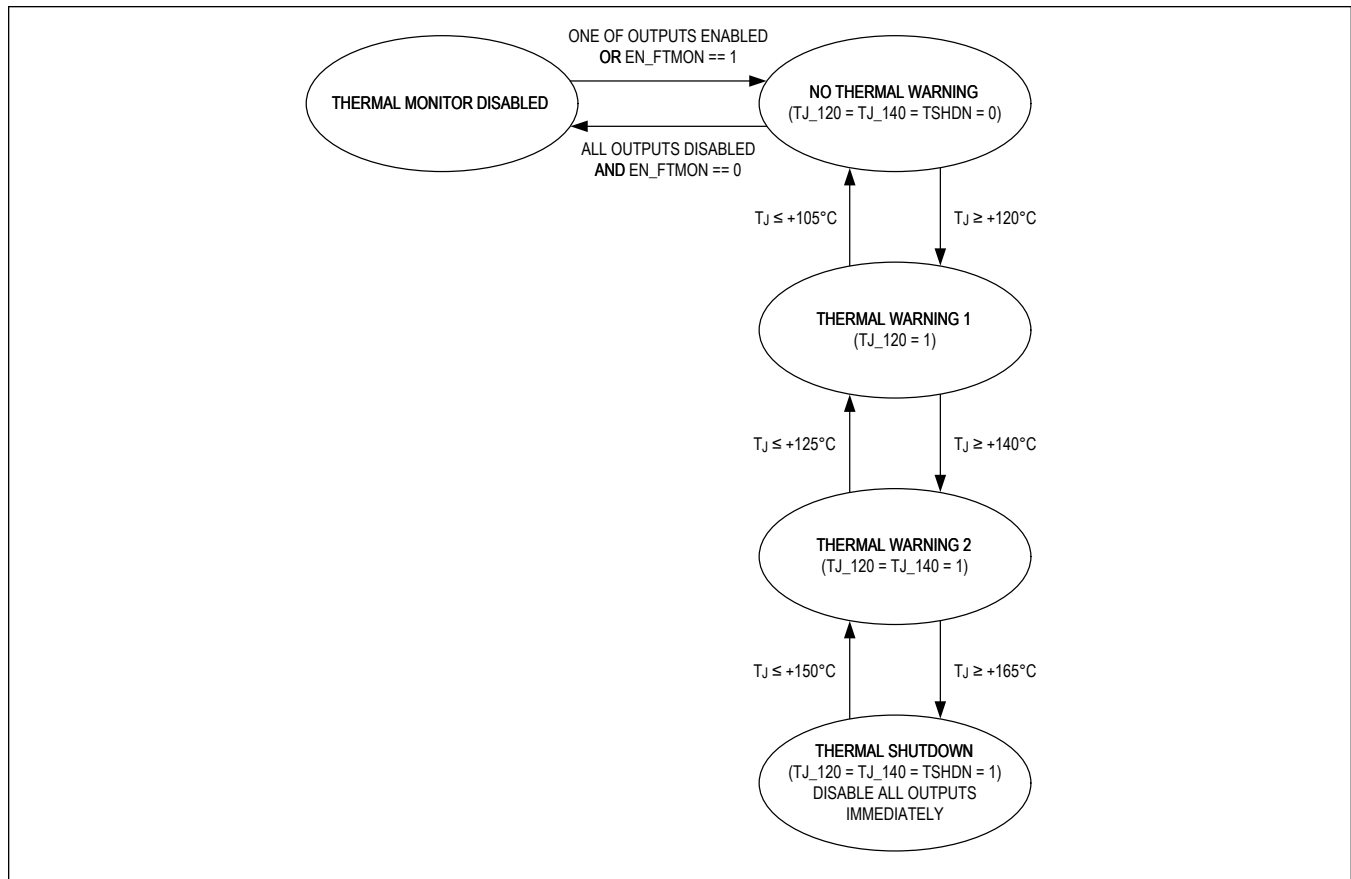 ONE OF OUTPUTS ENABLED
OR EN_FTMON == 1
THERMAL MONITOR DISABLED
NO THERMAL WARNING
(TJ_120 = TJ_140 = TSHDN = 0)
ALL OUTPUTS DISABLED
AND EN_FTMON == 0
TJ ≤ +105°C
TJ ≥ +120°C
THERMAL WARNING 1
(TJ_120 = 1)
TJ ≤ +125°C
TJ ≥ +140°C
THERMAL WARNING 2
(TJ_120 = TJ_140 = 1)
TJ ≤ +150°C
TJ ≥ +165°C
THERMAL SHUTDOWN
(TJ_120 = TJ_140 = TSHDN = 1)
DISABLE ALL OUTPUTS
IMMEDIATELY